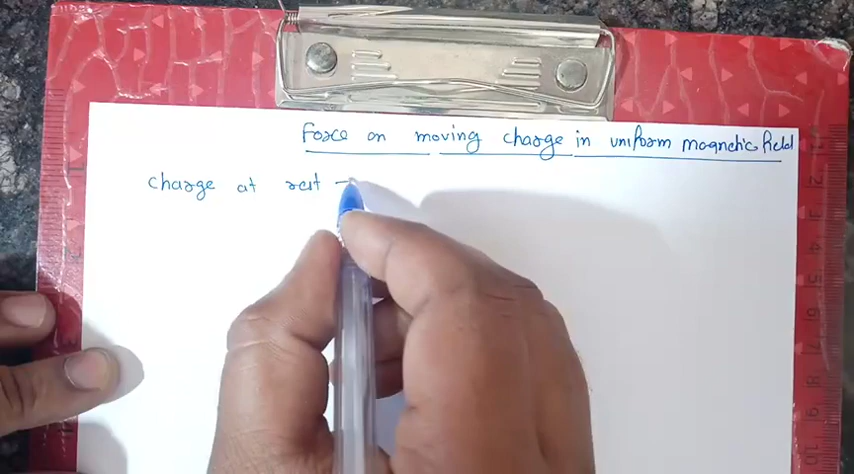 Force on moving charge in uniform magnetic field
charge at rest -